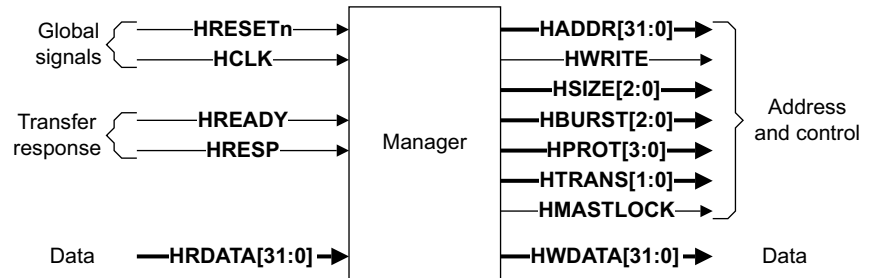 Global
signals
HRESETn
HCLK
Transfer
response
HREADY
HRESP
Data
HRDATA[31:0]
Manager
HADDR[31:0]
HWRITE
HSIZE[2:0]
HBURST[2:0]
HPROT[3:0]
HTRANS[1:0]
HMASTLOCK
Address
and control
HWDATA[31:0]
Data